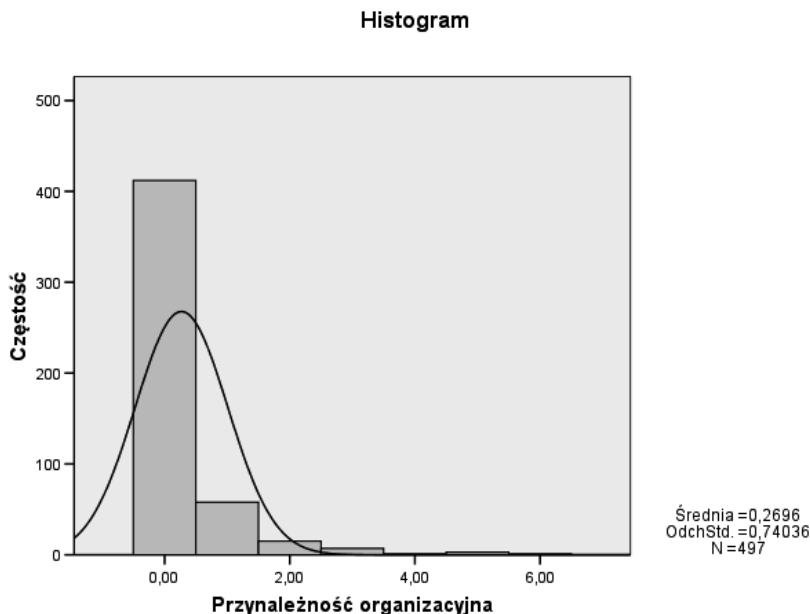 Histogram
500
400
300
200
100
0
Częstość
0,00 2,00 4,00 6,00
Przynależność organizacyjna
Średnia =0,2696
OdchStd. =0,74036
N =497